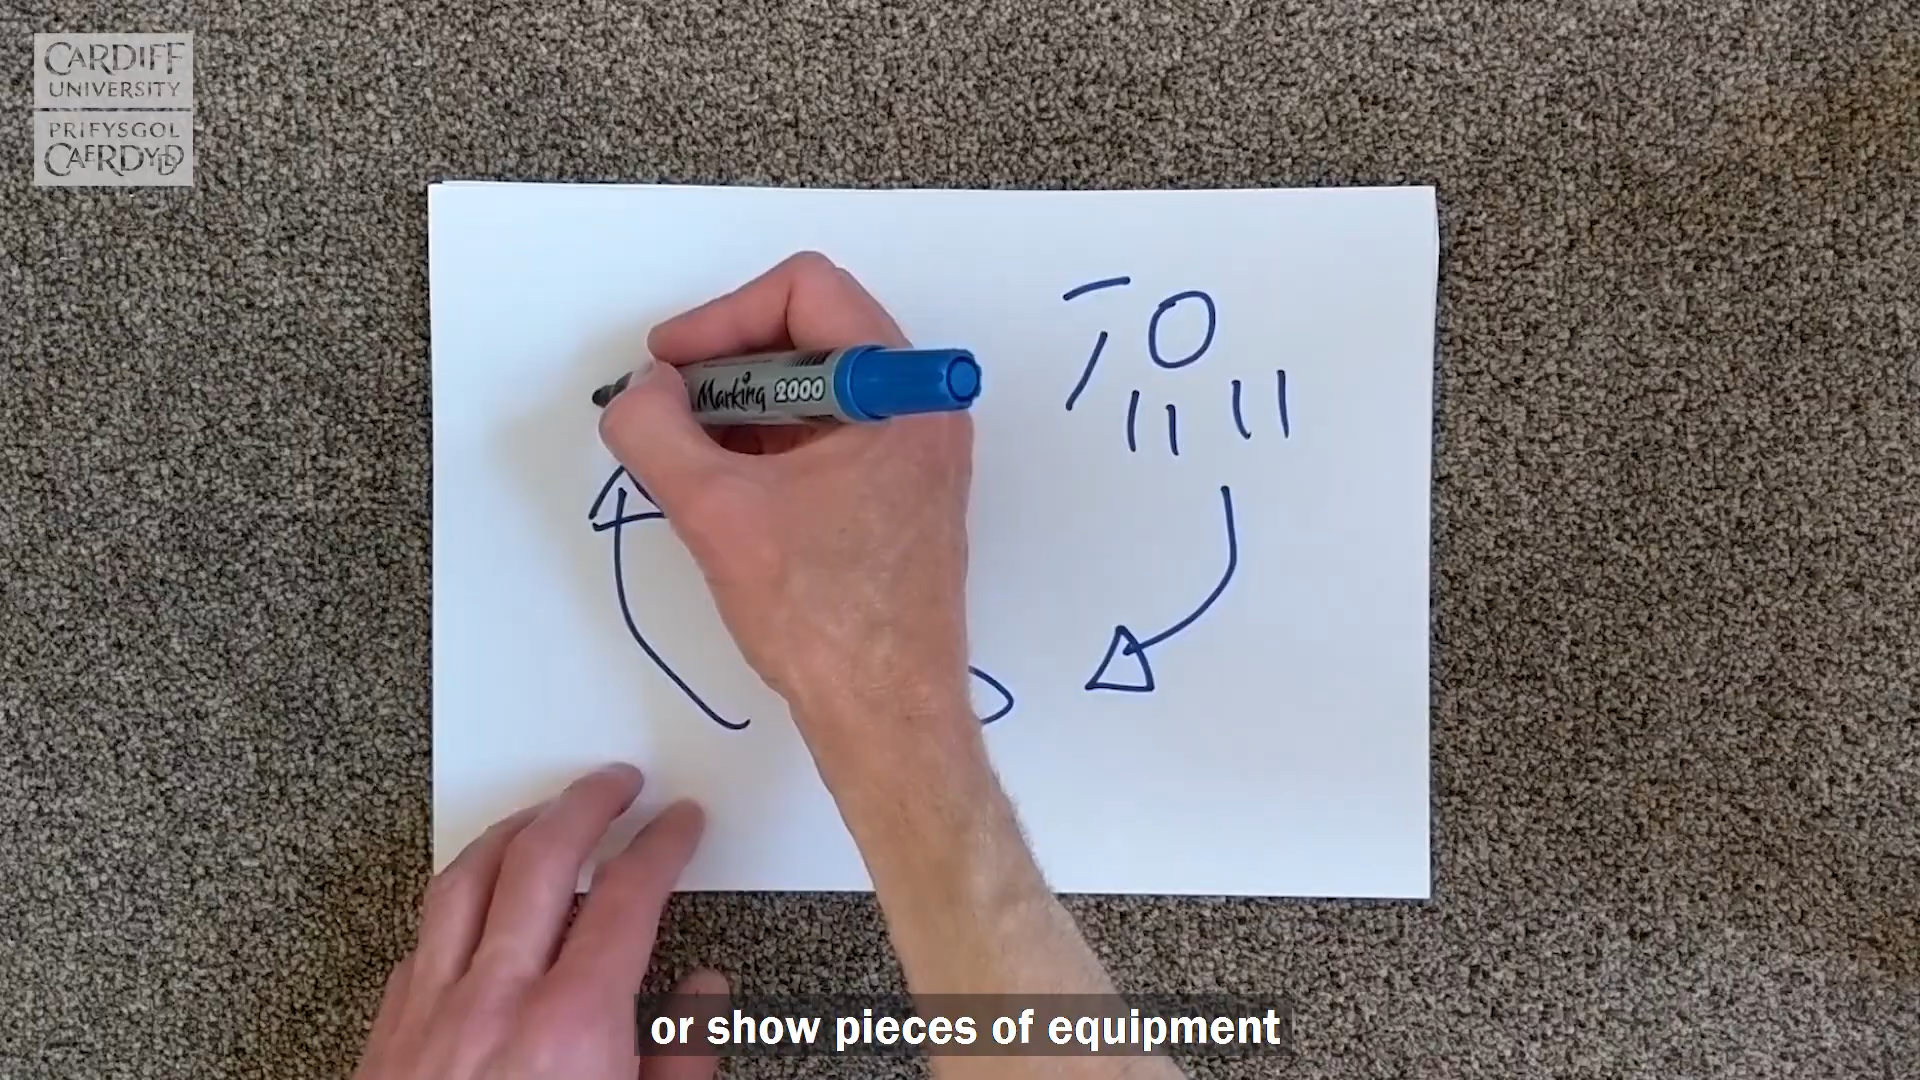 CARDIFF
UNIVERSITY
PRIFYSGOL
CAERDYDD
Marking 2000
or show pieces of equipment